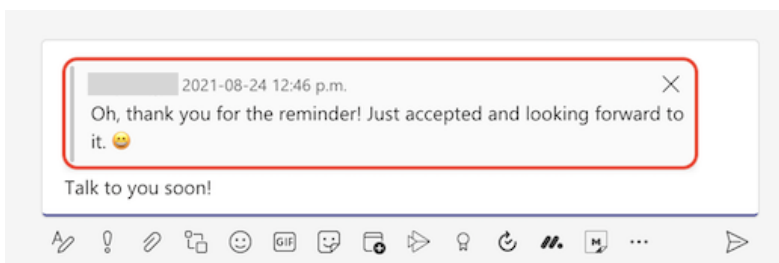 2021-08-24 12:46 p.m.
Oh, thank you for the reminder! Just accepted and looking forward to
it. 😀
Talk to you soon!
GIF
M